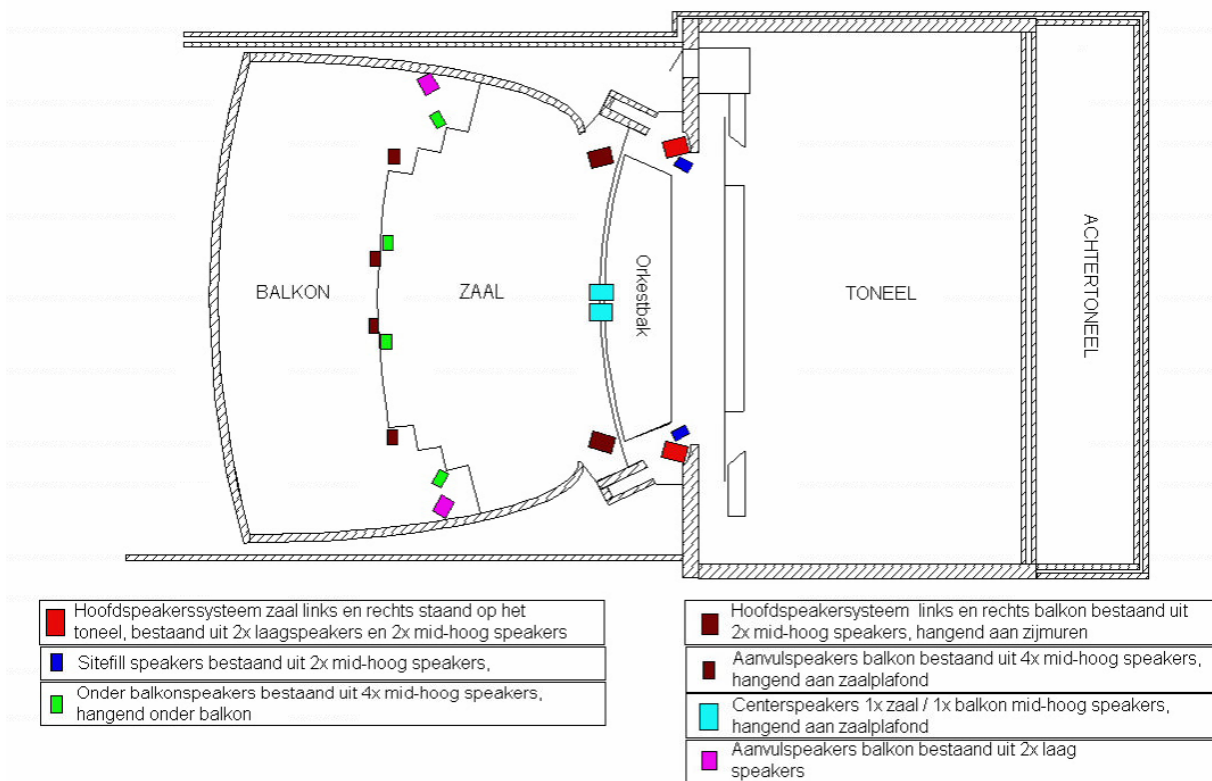 BALKON
ZAAL
Orkestbak
TONEEL
ACHTERTONEEL
Hoofdspeakerssysteem zaal links en rechts staand op het
toneel, bestaand uit 2x laagspeakers en 2x mid-hoog speakers
Sitefill speakers bestaand uit 2x mid-hoog speakers,
Onder balkonspeakers bestaand uit 4x mid-hoog speakers,
hangend onder balkon
Hoofdspeakersysteem links en rechts balkon bestaand uit
2x mid-hoog speakers, hangend aan zijmuren
Aanvulspeakers balkon bestaand uit 4x mid-hoog speakers,
hangend aan zaalplafond
Centerspeakers 1x zaal / 1x balkon mid-hoog speakers,
hangend aan zaalplafond
Aanvulspeakers balkon bestaand uit 2x laag
speakers